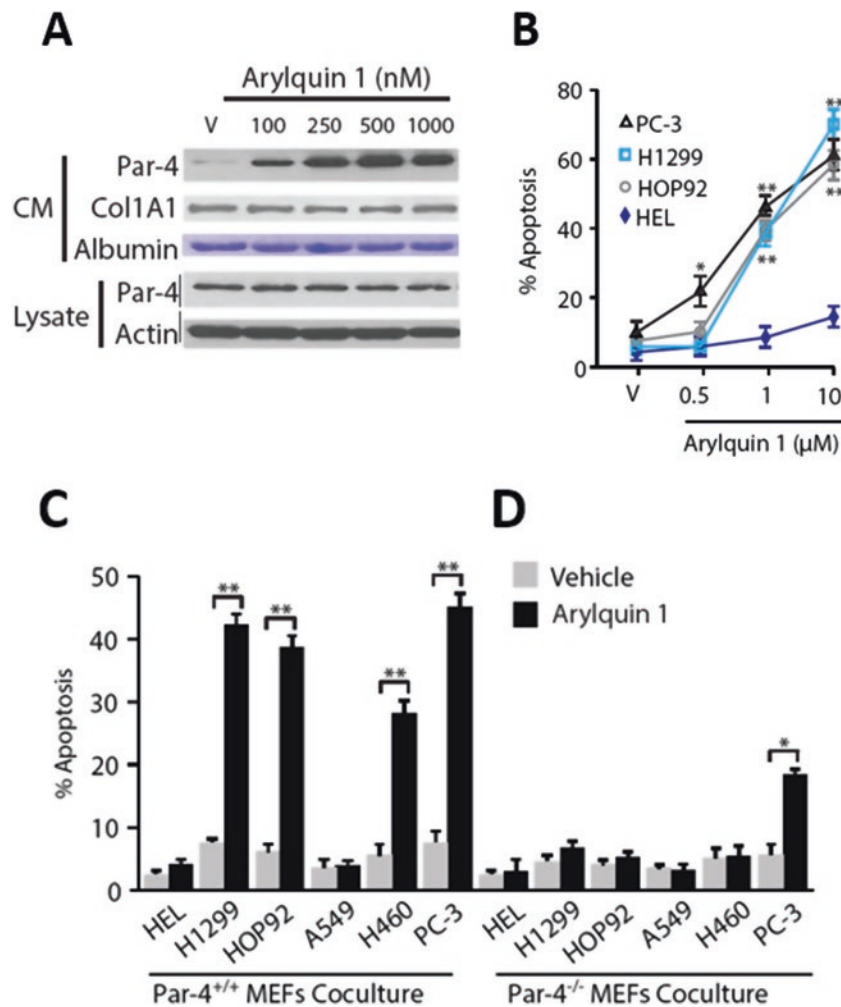 A
Arylquin 1 (nM)
V 100 250 500 1000
CM
Par-4
Col1A1
Albumin
Lysate
Par-4
Actin
B
80
60
40
20
0
% Apoptosis
PC-3
H1299
HOP92
HEL
**
**
*
**
**
V 0.5 1 10
Arylquin 1 (µM)
C
50
40
30
20
10
0
% Apoptosis
** ** ** **
HEL H1299 HOP92 A549 H460 PC-3
Par-4+/+ MEFs Coculture
D
Vehicle
Arylquin 1
*
HEL H1299 HOP92 A549 H460 PC-3
Par-4-/- MEFs Coculture